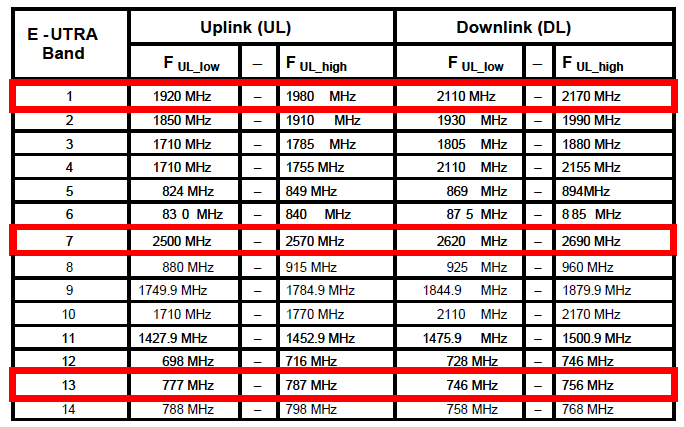 E -UTRA Band Uplink (UL) Downlink (DL)
F UL_low – F UL_high F UL_low – F UL_high
1 1920 MHz – 1980 MHz 2110 MHz – 2170 MHz
2 1850 MHz – 1910 MHz 1930 MHz – 1990 MHz
3 1710 MHz – 1785 MHz 1805 MHz – 1880 MHz
4 1710 MHz – 1755 MHz 2110 MHz – 2155 MHz
5 824 MHz – 849 MHz 869 MHz – 894MHz
6 83 0 MHz – 840 MHz 87 5 MHz – 8 85 MHz
7 2500 MHz – 2570 MHz 2620 MHz – 2690 MHz
8 880 MHz – 915 MHz 925 MHz – 960 MHz
9 1749.9 MHz – 1784.9 MHz 1844.9 MHz – 1879.9 MHz
10 1710 MHz – 1770 MHz 2110 MHz – 2170 MHz
11 1427.9 MHz – 1452.9 MHz 1475.9 MHz – 1500.9 MHz
12 698 MHz – 716 MHz 728 MHz – 746 MHz
13 777 MHz – 787 MHz 746 MHz – 756 MHz
14 788 MHz – 798 MHz 758 MHz – 768 MHz